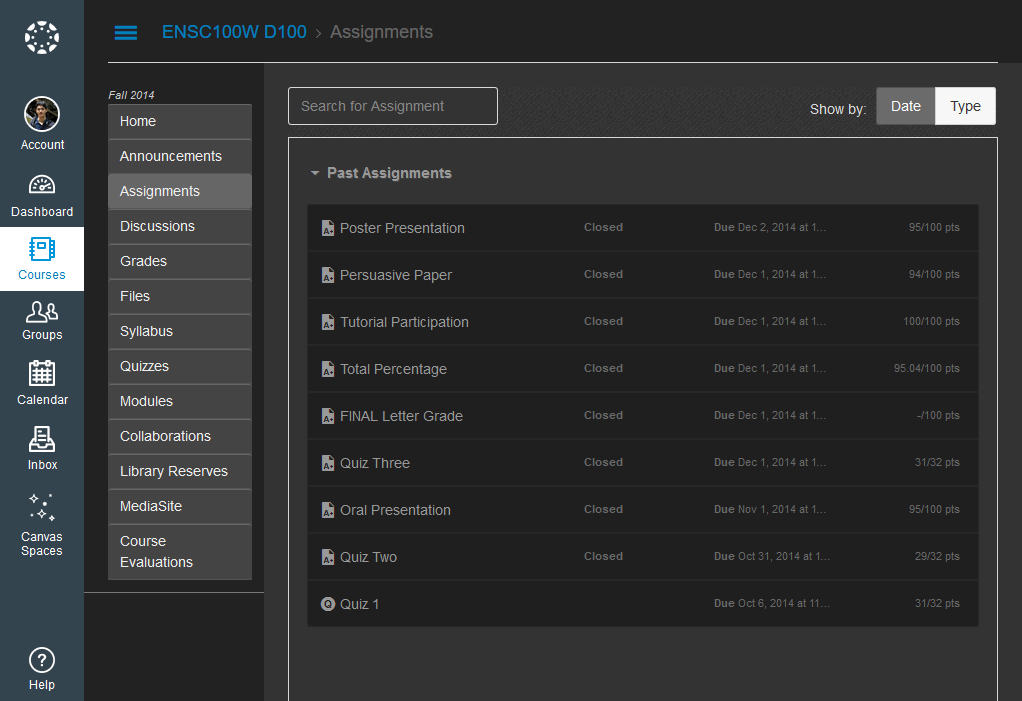 ENSC100W D100 › Assignments
Account
Dashboard
Courses
Groups
Calendar
Inbox
Canvas
Spaces
Help
Fall 2014
Home
Announcements
Assignments
Discussions
Grades
Files
Syllabus
Quizzes
Modules
Collaborations
Library Reserves
MediaSite
Course
Evaluations
Search for Assignment
Show by: Date Type
Past Assignments
Poster Presentation Closed Due Dec 2, 2014 at 1... 95/100 pts
Persuasive Paper Closed Due Dec 1, 2014 at 1... 94/100 pts
Tutorial Participation Closed Due Dec 1, 2014 at 1... 100/100 pts
Total Percentage Closed Due Dec 1, 2014 at 1... 95.04/100 pts
FINAL Letter Grade Closed Due Dec 1, 2014 at 1... -/100 pts
Quiz Three Closed Due Dec 1, 2014 at 1... 31/32 pts
Oral Presentation Closed Due Nov 1, 2014 at 1... 95/100 pts
Quiz Two Closed Due Oct 31, 2014 at 1... 29/32 pts
Quiz 1 Due Oct 6, 2014 at 11... 31/32 pts